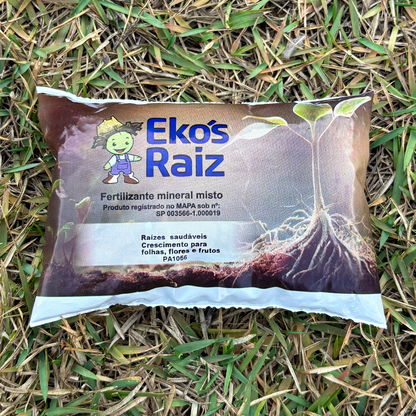 Eko's
Raiz
Fertilizante mineral misto
Produto registrado no MAPA sob nº:
SP 003566-1.000019
Raízes saudáveis
Crescimento para
folhas, flores e frutos
PA1056